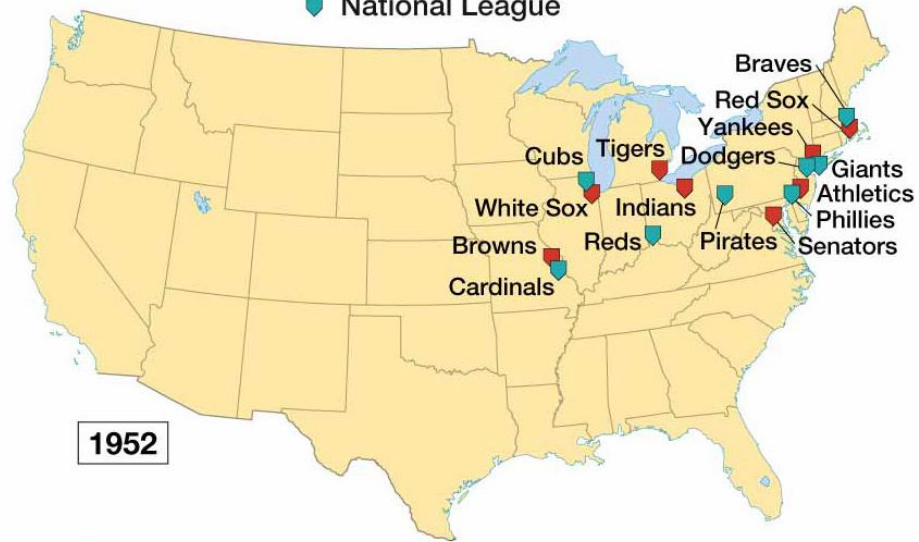 National League
Braves
Red Sox
Yankees
Dodgers
Giants
Athletics
Phillies
Senators
Pirates
Cubs
Tigers
White Sox
Indians
Browns
Reds
Cardinals
1952